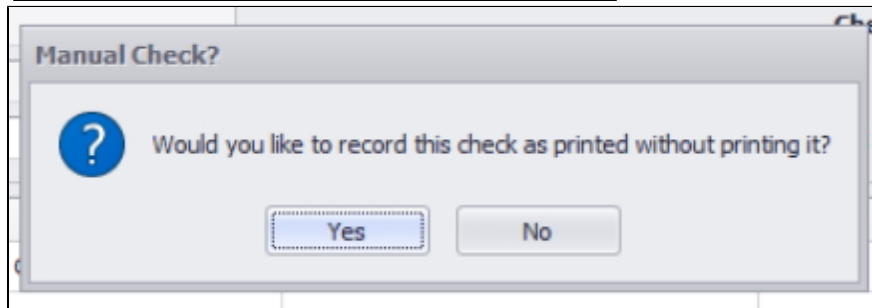 Manual Check?
Would you like to record this check as printed without printing it?
Yes
No